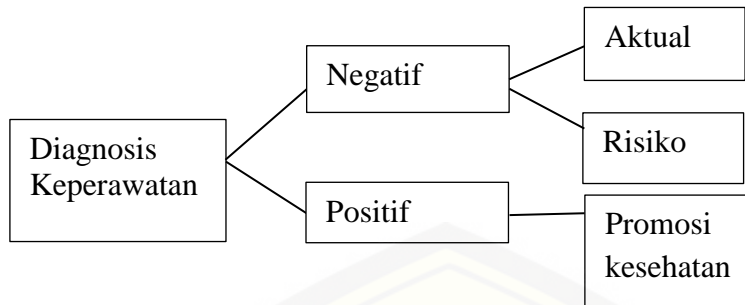 Diagnosis
Keperawatan
Negatif
Aktual
Risiko
Positif
Promosi
kesehatan